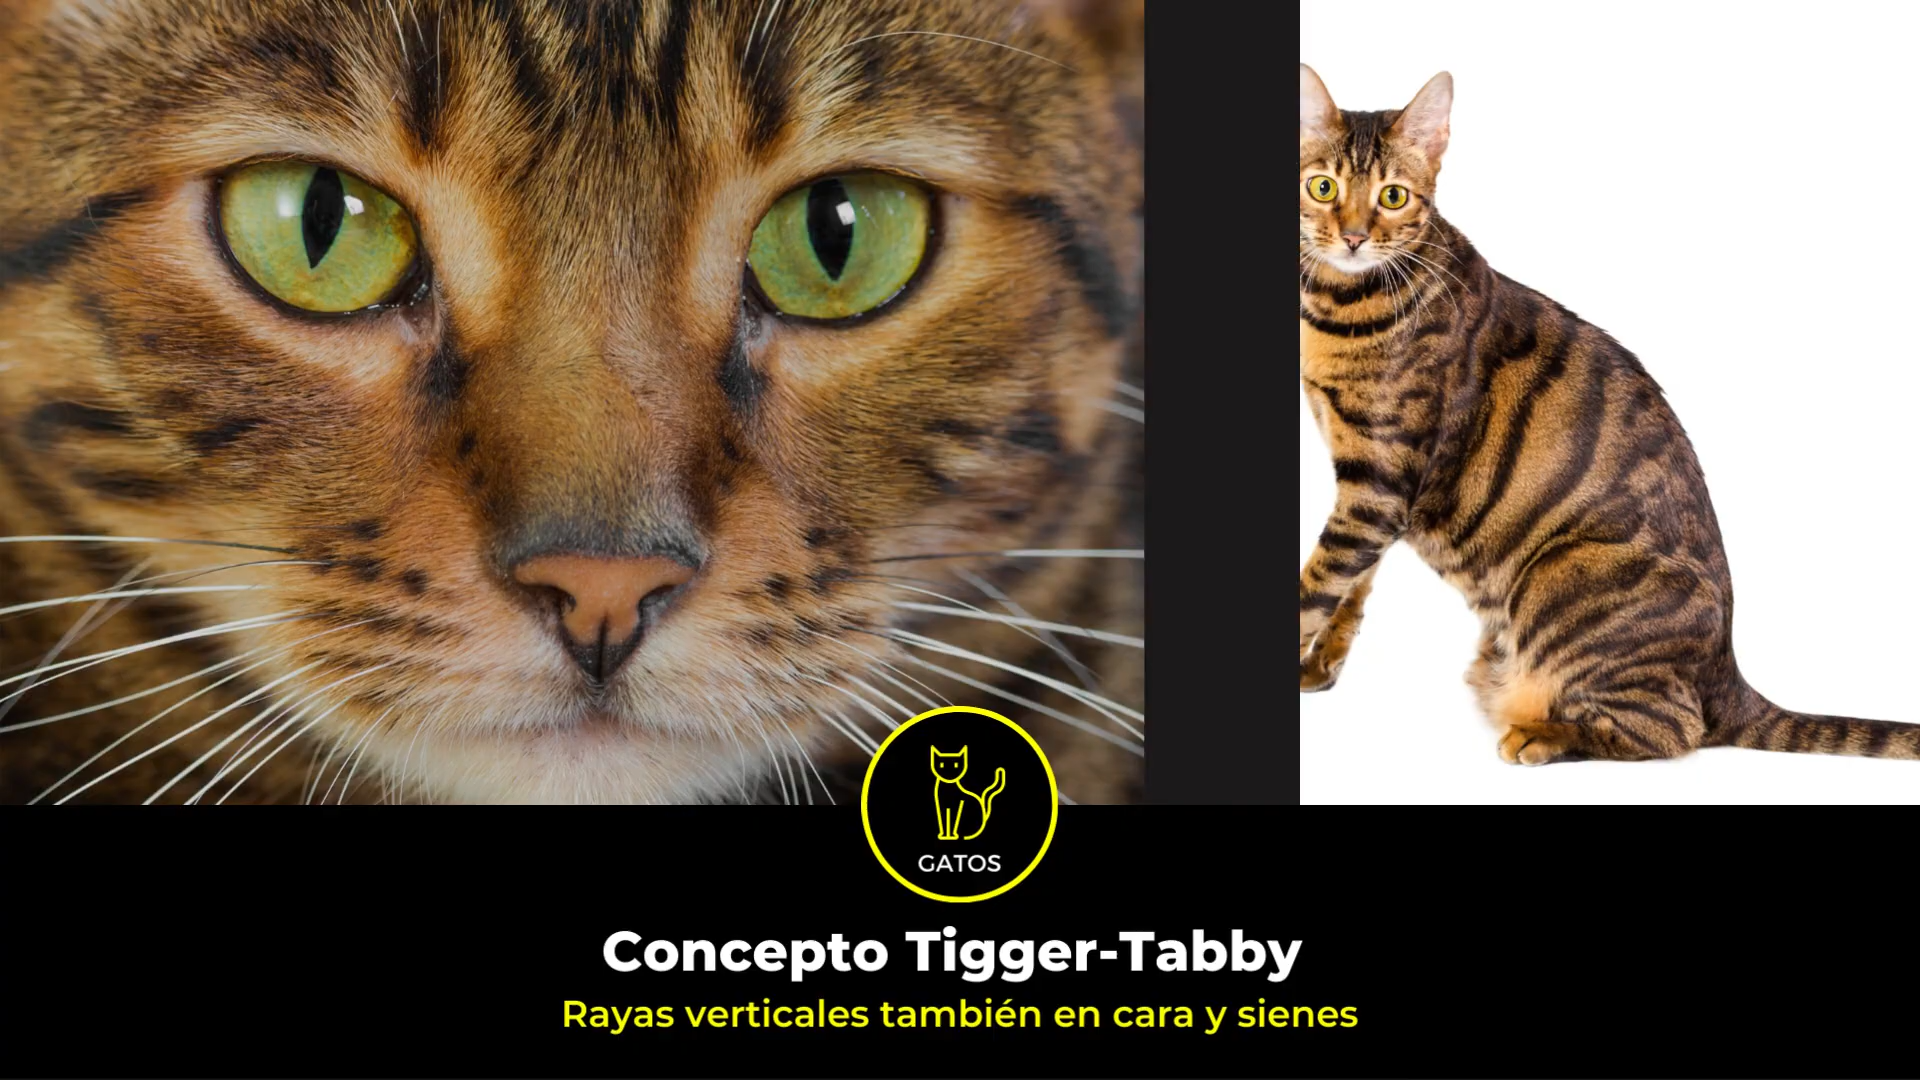 GATOS
Concepto Tigger-Tabby
Rayas verticales también en cara y sienes